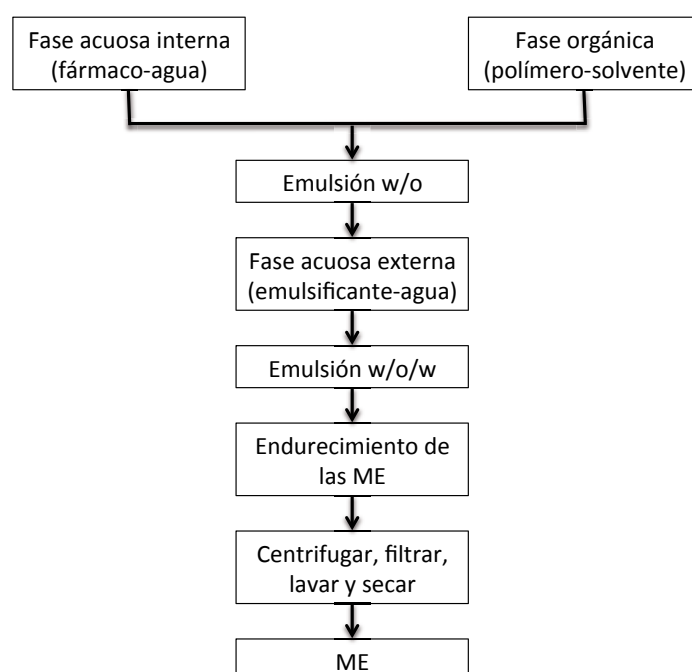 Fase acuosa interna
(fármaco-agua)
Fase orgánica
(polímero-solvente)
Emulsión w/o
Fase acuosa externa
(emulsificante-agua)
Emulsión w/o/w
Endurecimiento de
las ME
Centrifugar, filtrar,
lavar y secar
ME